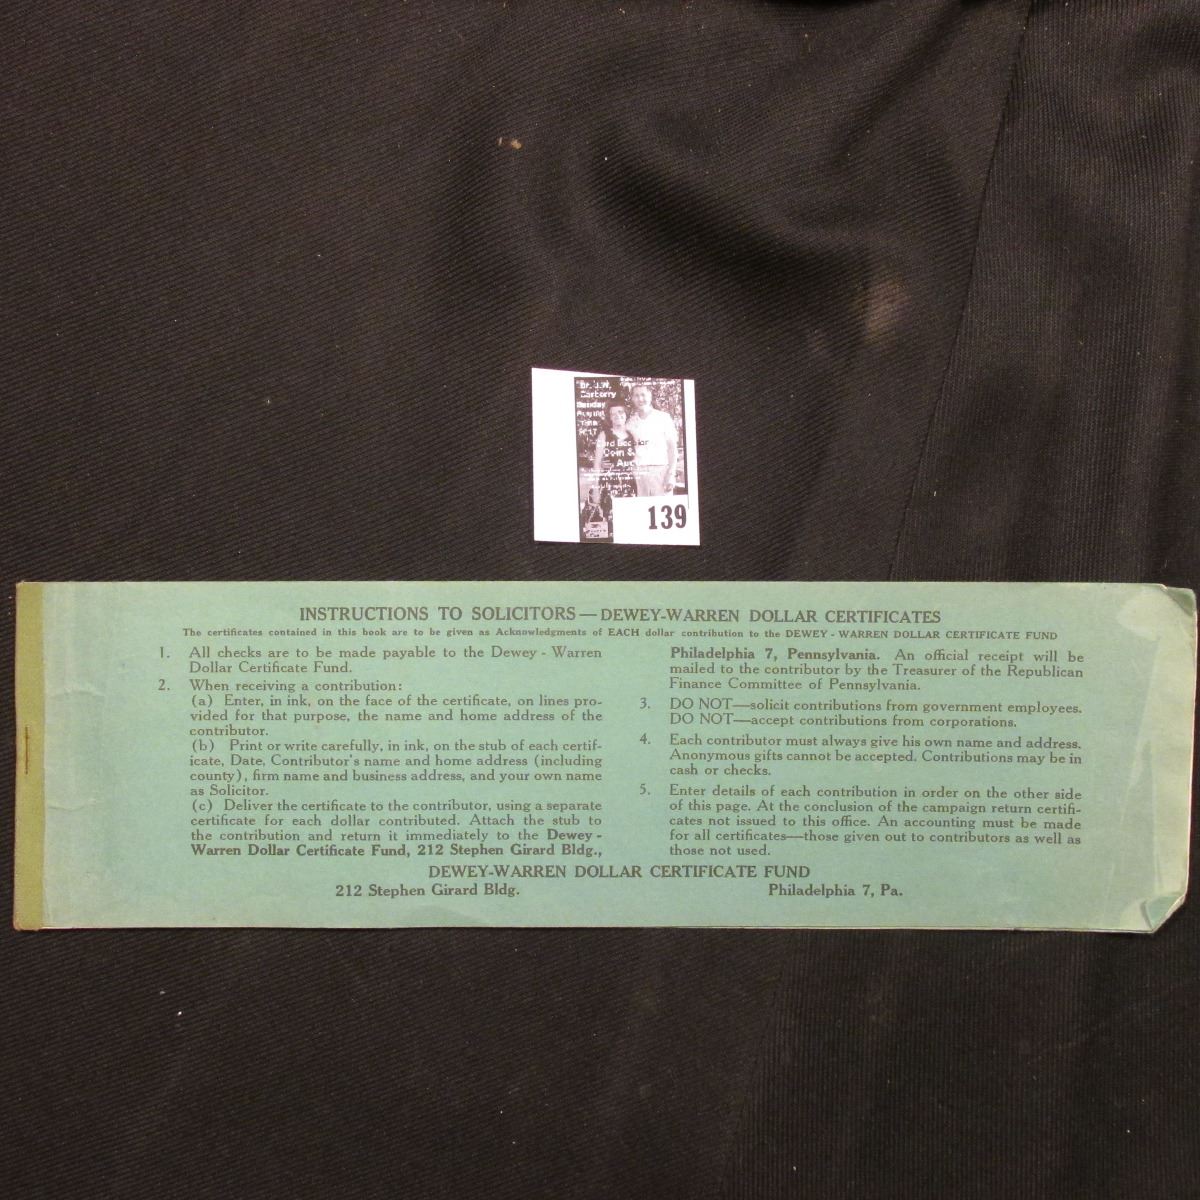 Dr. J.W.
Carberry
Coin &
139
INSTRUCTIONS TO SOLICITORS — DEWEY-WARREN DOLLAR CERTIFICATES
The certificates contained in this book are to be given as Acknowledgments of EACH dollar contribution to the DEWEY - WARREN DOLLAR CERTIFICATE FUND
1. All checks are to be made payable to the Dewey - Warren
Dollar Certificate Fund.
2. When receiving a contribution:
(a) Enter, in ink, on the face of the certificate, on lines pro-
vided for that purpose, the name and home address of the
contributor.
(b) Print or write carefully, in ink, on the stub of each certif-
icate, Date, Contributor's name and home address (including
county), firm name and business address, and your own name
as Solicitor.
(c) Deliver the certificate to the contributor, using a separate
certificate for each dollar contributed. Attach the stub to
the contribution and return it immediately to the Dewey -
Warren Dollar Certificate Fund, 212 Stephen Girard Bldg.,
Philadelphia 7, Pennsylvania. An official receipt will be
mailed to the contributor by the Treasurer of the Republican
Finance Committee of Pennsylvania.
3. DO NOT—solicit contributions from government employees.
DO NOT—accept contributions from corporations.
4. Each contributor must always give his own name and address.
Anonymous gifts cannot be accepted. Contributions may be in
cash or checks.
5. Enter details of each contribution in order on the other side
of this page. At the conclusion of the campaign return certifi-
cates not issued to this office. An accounting must be made
for all certificates—those given out to contributors as well as
those not used.
DEWEY-WARREN DOLLAR CERTIFICATE FUND
212 Stephen Girard Bldg. Philadelphia 7, Pa.